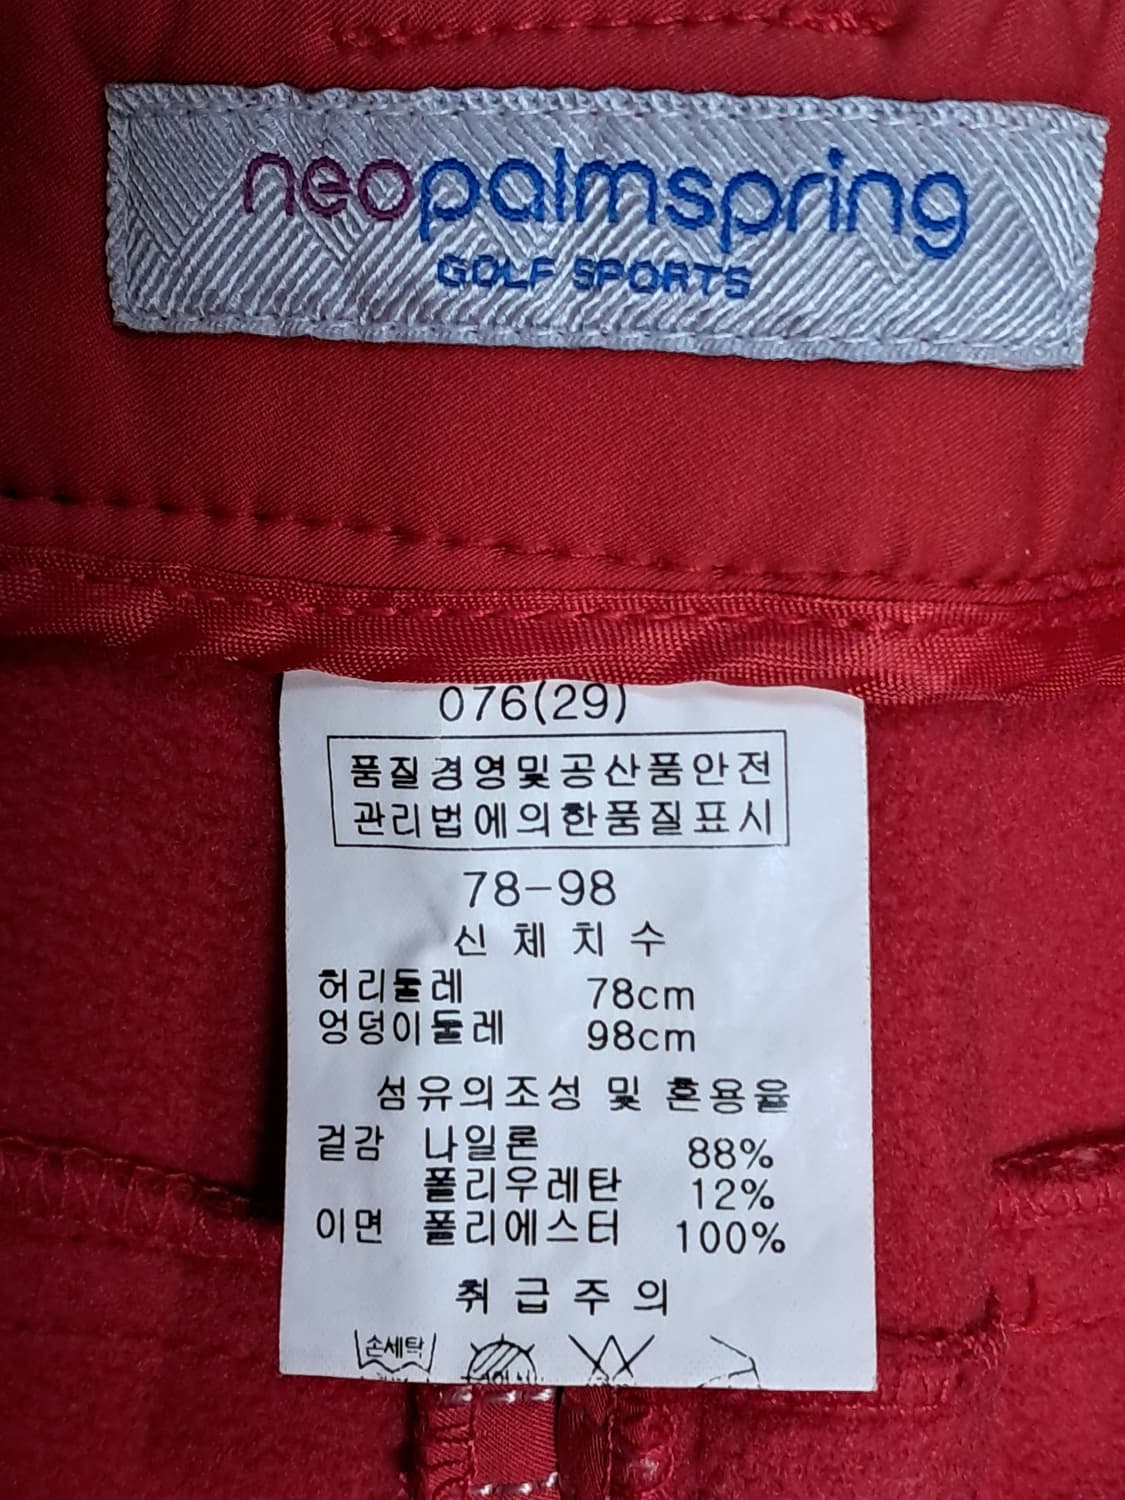 neopalmspring
GOLF SPORTS
076(29)
품질경영및공산품안전
관리법에의한품질표시
78-98
신체치수
허리둘레 78cm
엉덩이둘레 98cm
섬유의조성 및 혼용율
겉감 나일론 88%
폴리우레탄 12%
이면 폴리에스터 100%
취급주의
손세탁